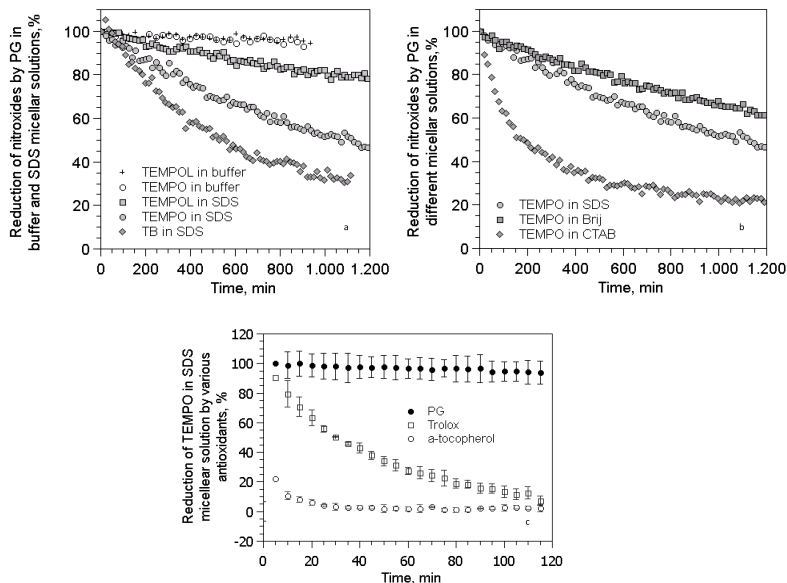 Reduction of nitroxides by PG in
buffer and SDS micellar solutions,%
100
80
60
40
20
0
TEMPOL in buffer
TEMPO in buffer
TEMPOL in SDS
TEMPO in SDS
TB in SDS
a
0 200 400 600 800 1.000 1.200
Time, min
Reduction of nitroxides by PG in
different micellar solutions,%
100
80
60
40
20
0
TEMPO in SDS
TEMPO in Brij
TEMPO in CTAB
b
0 200 400 600 800 1.000 1.200
Time, min
Reduction of TEMPO in SDS
micellear solution by various
antioxidants, %
120
100
80
60
40
20
0
-20
PG
Trolox
a-tocopherol
c
0 20 40 60 80 100 120
Time, min